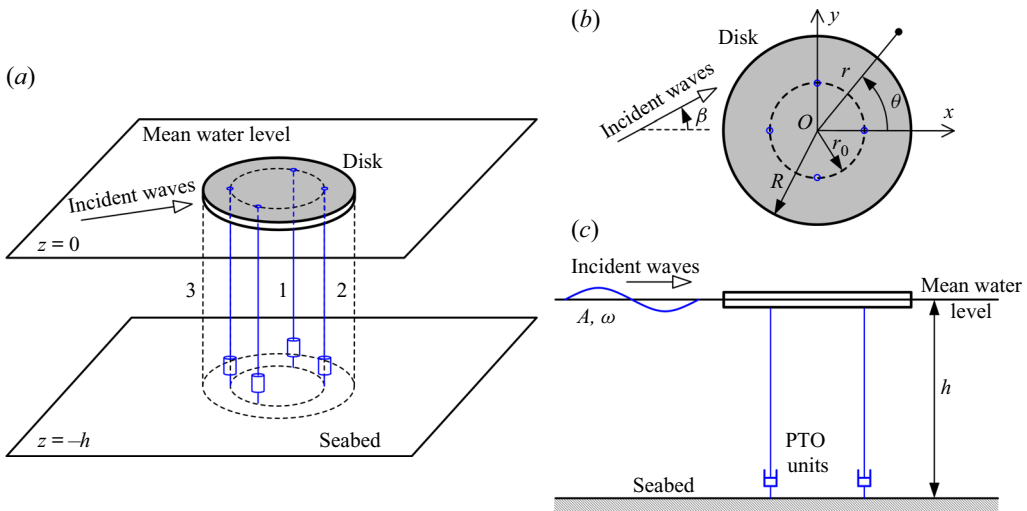 (a)
Mean water level
Disk
Incident waves
z = 0
3
1
2
z = –h
Seabed
(b)
y
Disk
r
Incident waves
β
θ
O
x
r0
R
(c)
Incident waves
Mean water
level
A, ω
h
PTO
units
Seabed